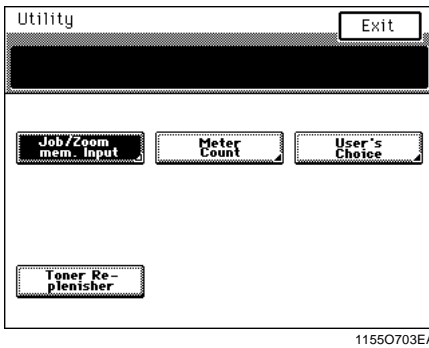 Utility
Exit
Job/Zoom
mem. Input
Meter
Count
User's
Choice
Toner Re-
plenisher
1155O703EA